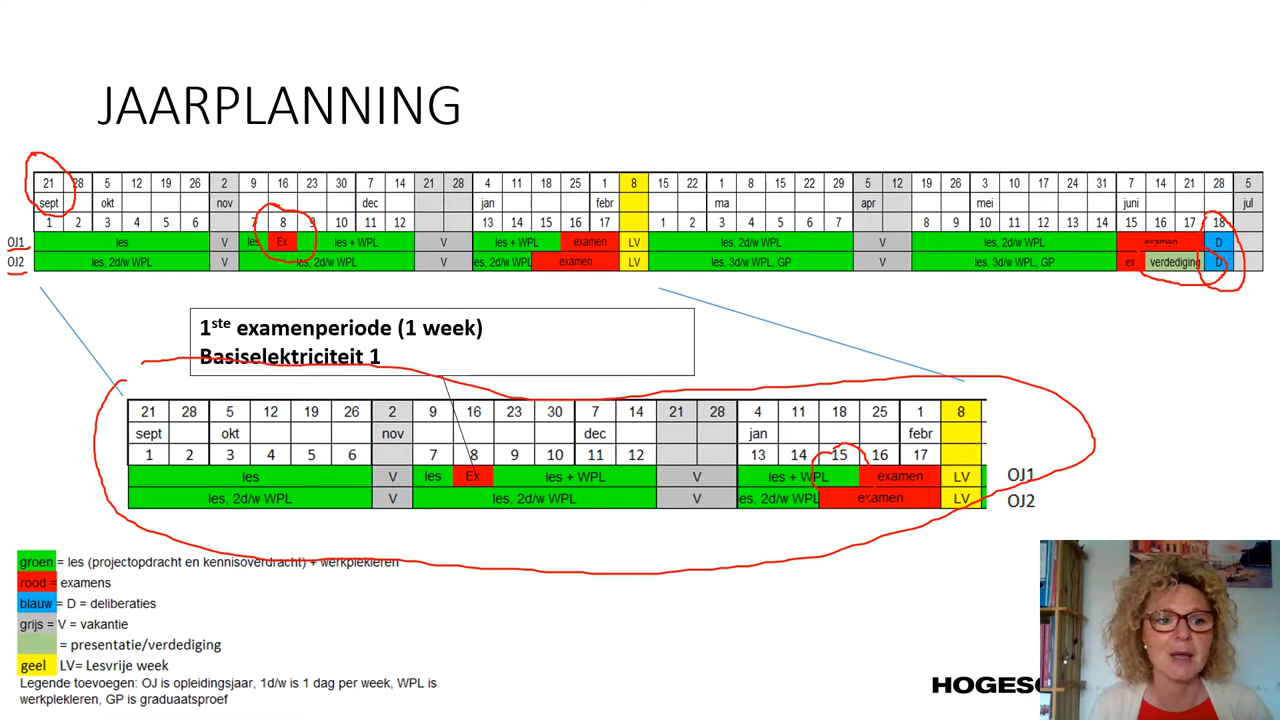 JAARPLANNING
21 28 5 12 19 26 2 9 16 23 30 7 14 21 28 4 11 18 25 1 8 15 22 1 8 15 22 29 5 12 19 26 3 10 17 24 31 7 14 21 28 5
sept okt nov dec jan febr ma apr mei juni jul
1 2 3 4 5 6 7 8 9 10 11 12 13 14 15 16 17 1 2 3 4 5 6 7 8 9 10 11 12 13 14 15 16 17 18
OJ1 les V les Ex les + WPL V les + WPL examen LV les, 2d/w WPL V les, 2d/w WPL examen D
OJ2 les, 2d/w WPL V les, 2d/w WPL V es, 2d/w WPL examen LV les, 3d/w WPL, GP V les, 3d/w WPL, GP ex verdediging D
1ste examenperiode (1 week)
Basiselektriciteit 1
21 28 5 12 19 26 2 9 16 23 30 7 14 21 28 4 11 18 25 1 8
sept okt nov dec jan febr
1 2 3 4 5 6 7 8 9 10 11 12 13 14 15 16 17
les V les Ex les + WPL V les + WPL examen LV OJ1
les, 2d/w WPL V les, 2d/w WPL V es, 2d/w WPL examen LV OJ2
groen = les (projectopdracht en kennisoverdracht) + werkplekleren
rood = examens
blauw = D = deliberaties
grijs = V = vakantie
= presentatie/verdediging
geel LV= Lesvrije week
Legende toevoegen: OJ is opleidingsjaar, 1d/w is 1 dag per week, WPL is
werkplekleren, GP is graduaatsproef
HOGESC